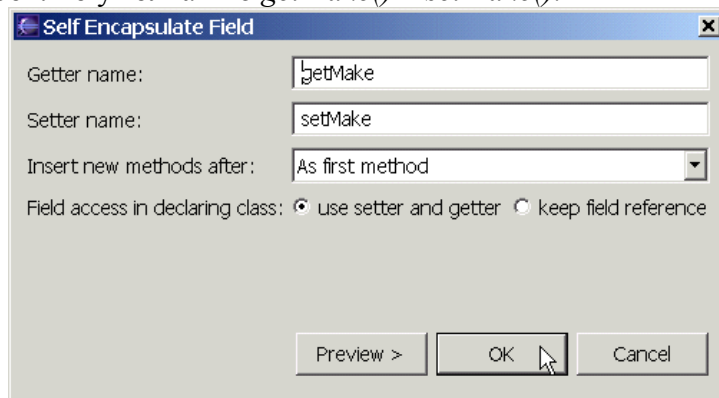 Self Encapsulate Field
Getter name: getMake
Setter name: setMake
Insert new methods after: As first method
Field access in declaring class: use setter and getter keep field reference
Preview > OK Cancel